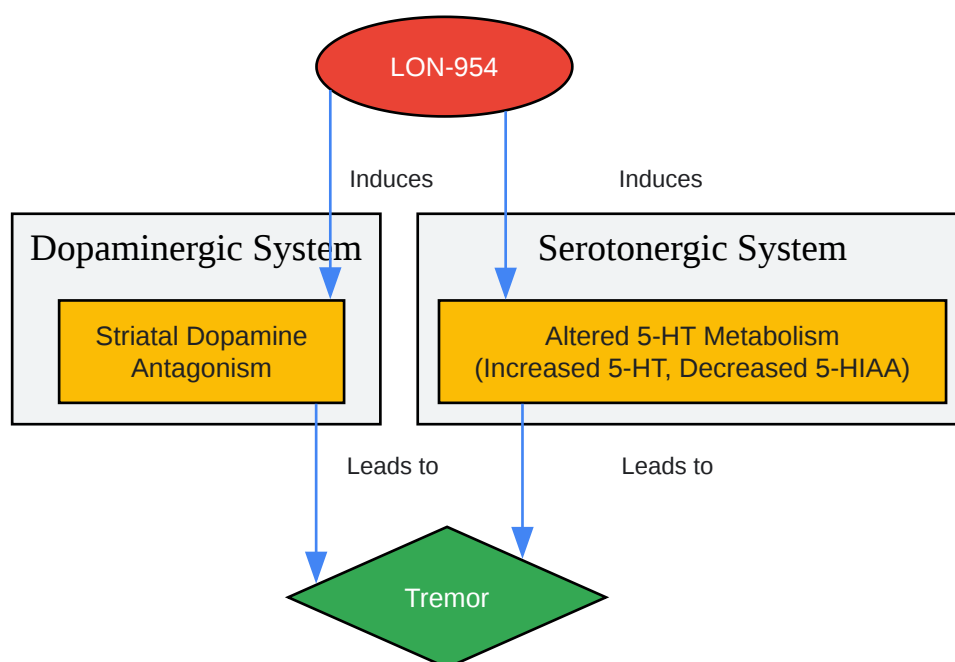 LON-954
Induces
Induces
Dopaminergic System
Serotonergic System
Striatal Dopamine
Antagonism
Altered 5-HT Metabolism
(Increased 5-HT, Decreased 5-HIAA)
Leads to
Leads to
Tremor